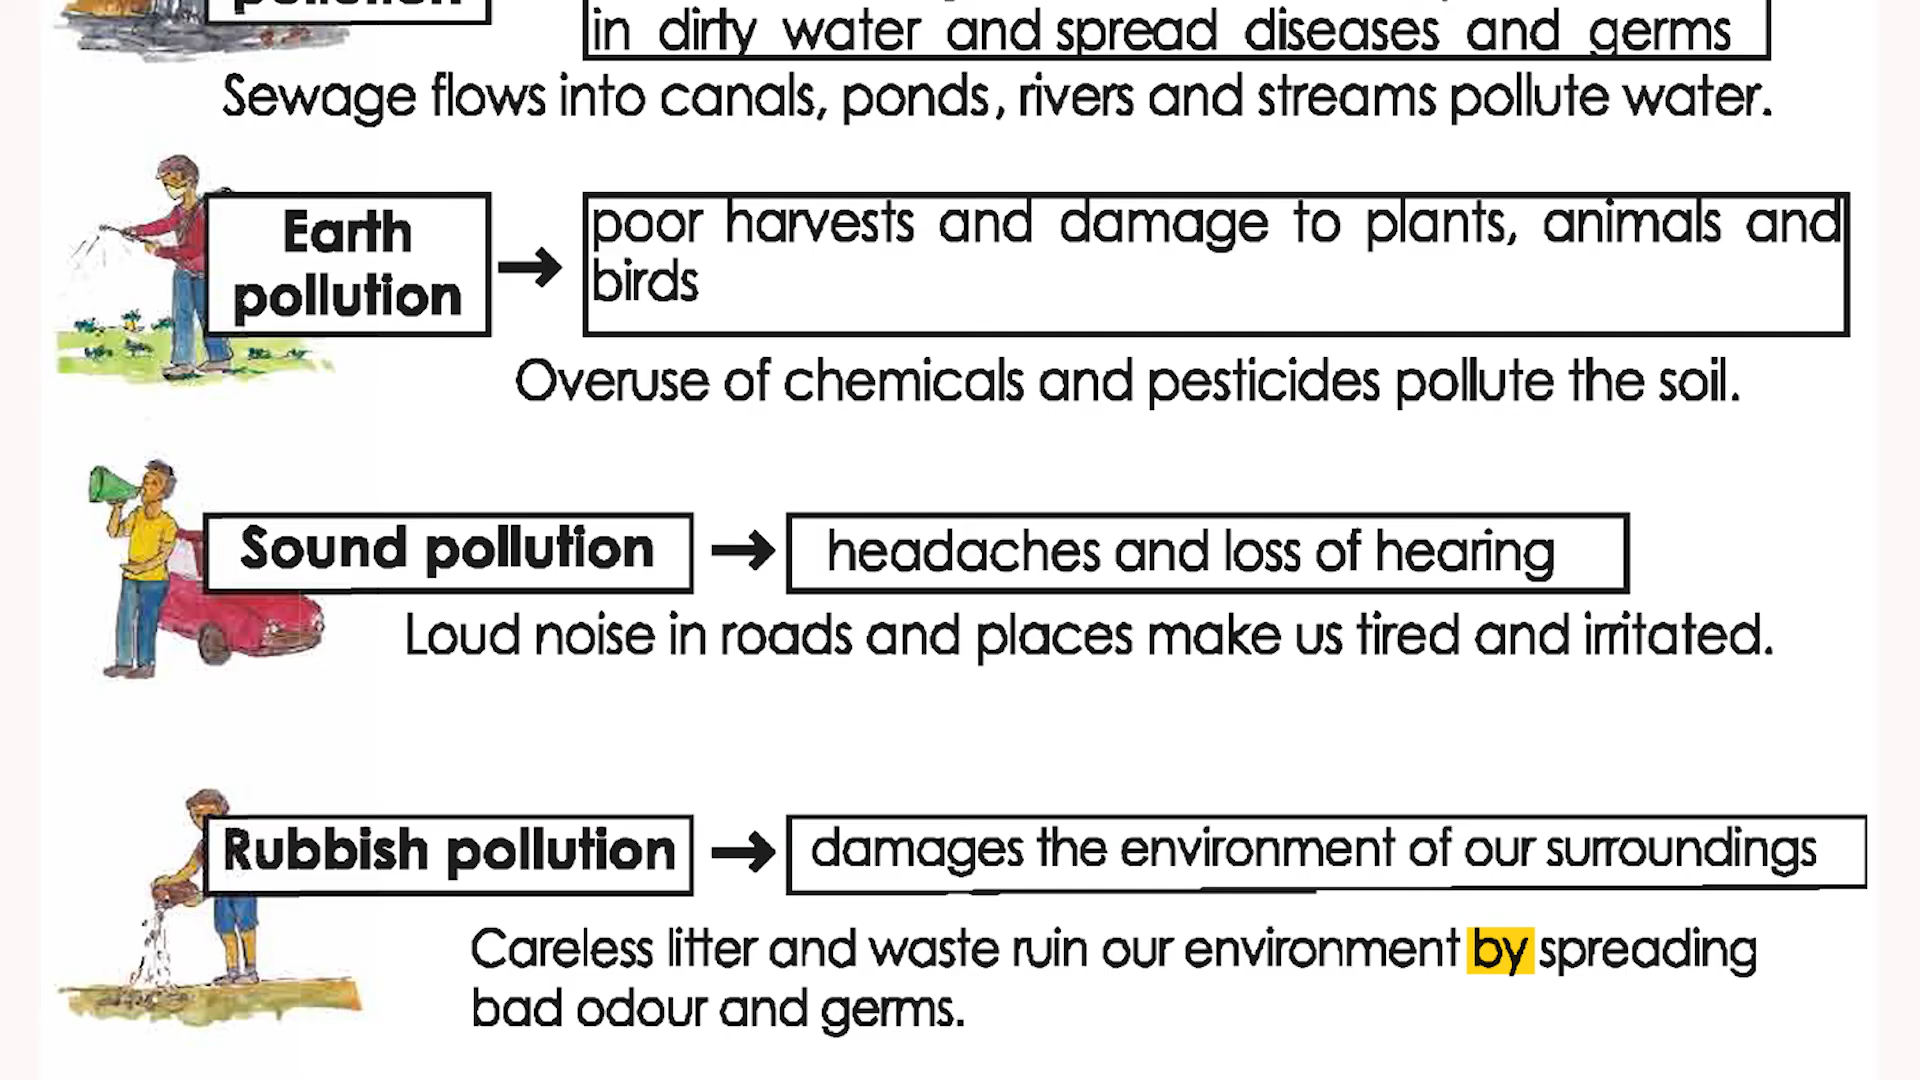 pollution
in dirty water and spread diseases and germs
Sewage flows into canals, ponds, rivers and streams pollute water.
Earth
pollution
poor harvests and damage to plants, animals and
birds
Overuse of chemicals and pesticides pollute the soil.
Sound pollution
headaches and loss of hearing
Loud noise in roads and places make us tired and irritated.
Rubbish pollution
damages the environment of our surroundings
Careless litter and waste ruin our environment by spreading
bad odour and germs.